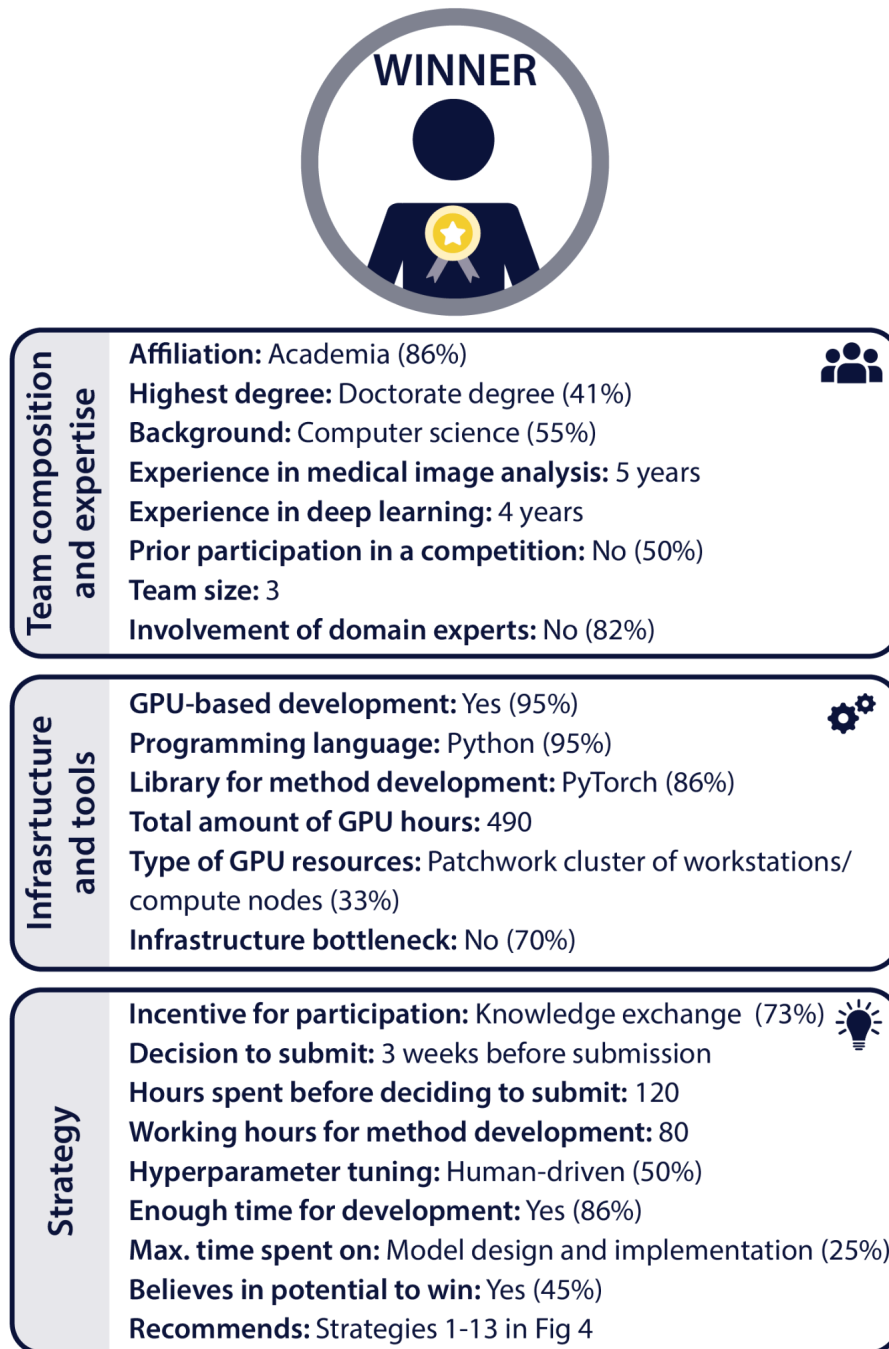 WINNER
Team composition
and expertise
Affiliation: Academia (86%)
Highest degree: Doctorate degree (41%)
Background: Computer science (55%)
Experience in medical image analysis: 5 years
Experience in deep learning: 4 years
Prior participation in a competition: No (50%)
Team size: 3
Involvement of domain experts: No (82%)
Infrasrtucture
and tools
GPU-based development: Yes (95%)
Programming language: Python (95%)
Library for method development: PyTorch (86%)
Total amount of GPU hours: 490
Type of GPU resources: Patchwork cluster of workstations/
compute nodes (33%)
Infrastructure bottleneck: No (70%)
Strategy
Incentive for participation: Knowledge exchange (73%)
Decision to submit: 3 weeks before submission
Hours spent before deciding to submit: 120
Working hours for method development: 80
Hyperparameter tuning: Human-driven (50%)
Enough time for development: Yes (86%)
Max. time spent on: Model design and implementation (25%)
Believes in potential to win: Yes (45%)
Recommends: Strategies 1-13 in Fig 4